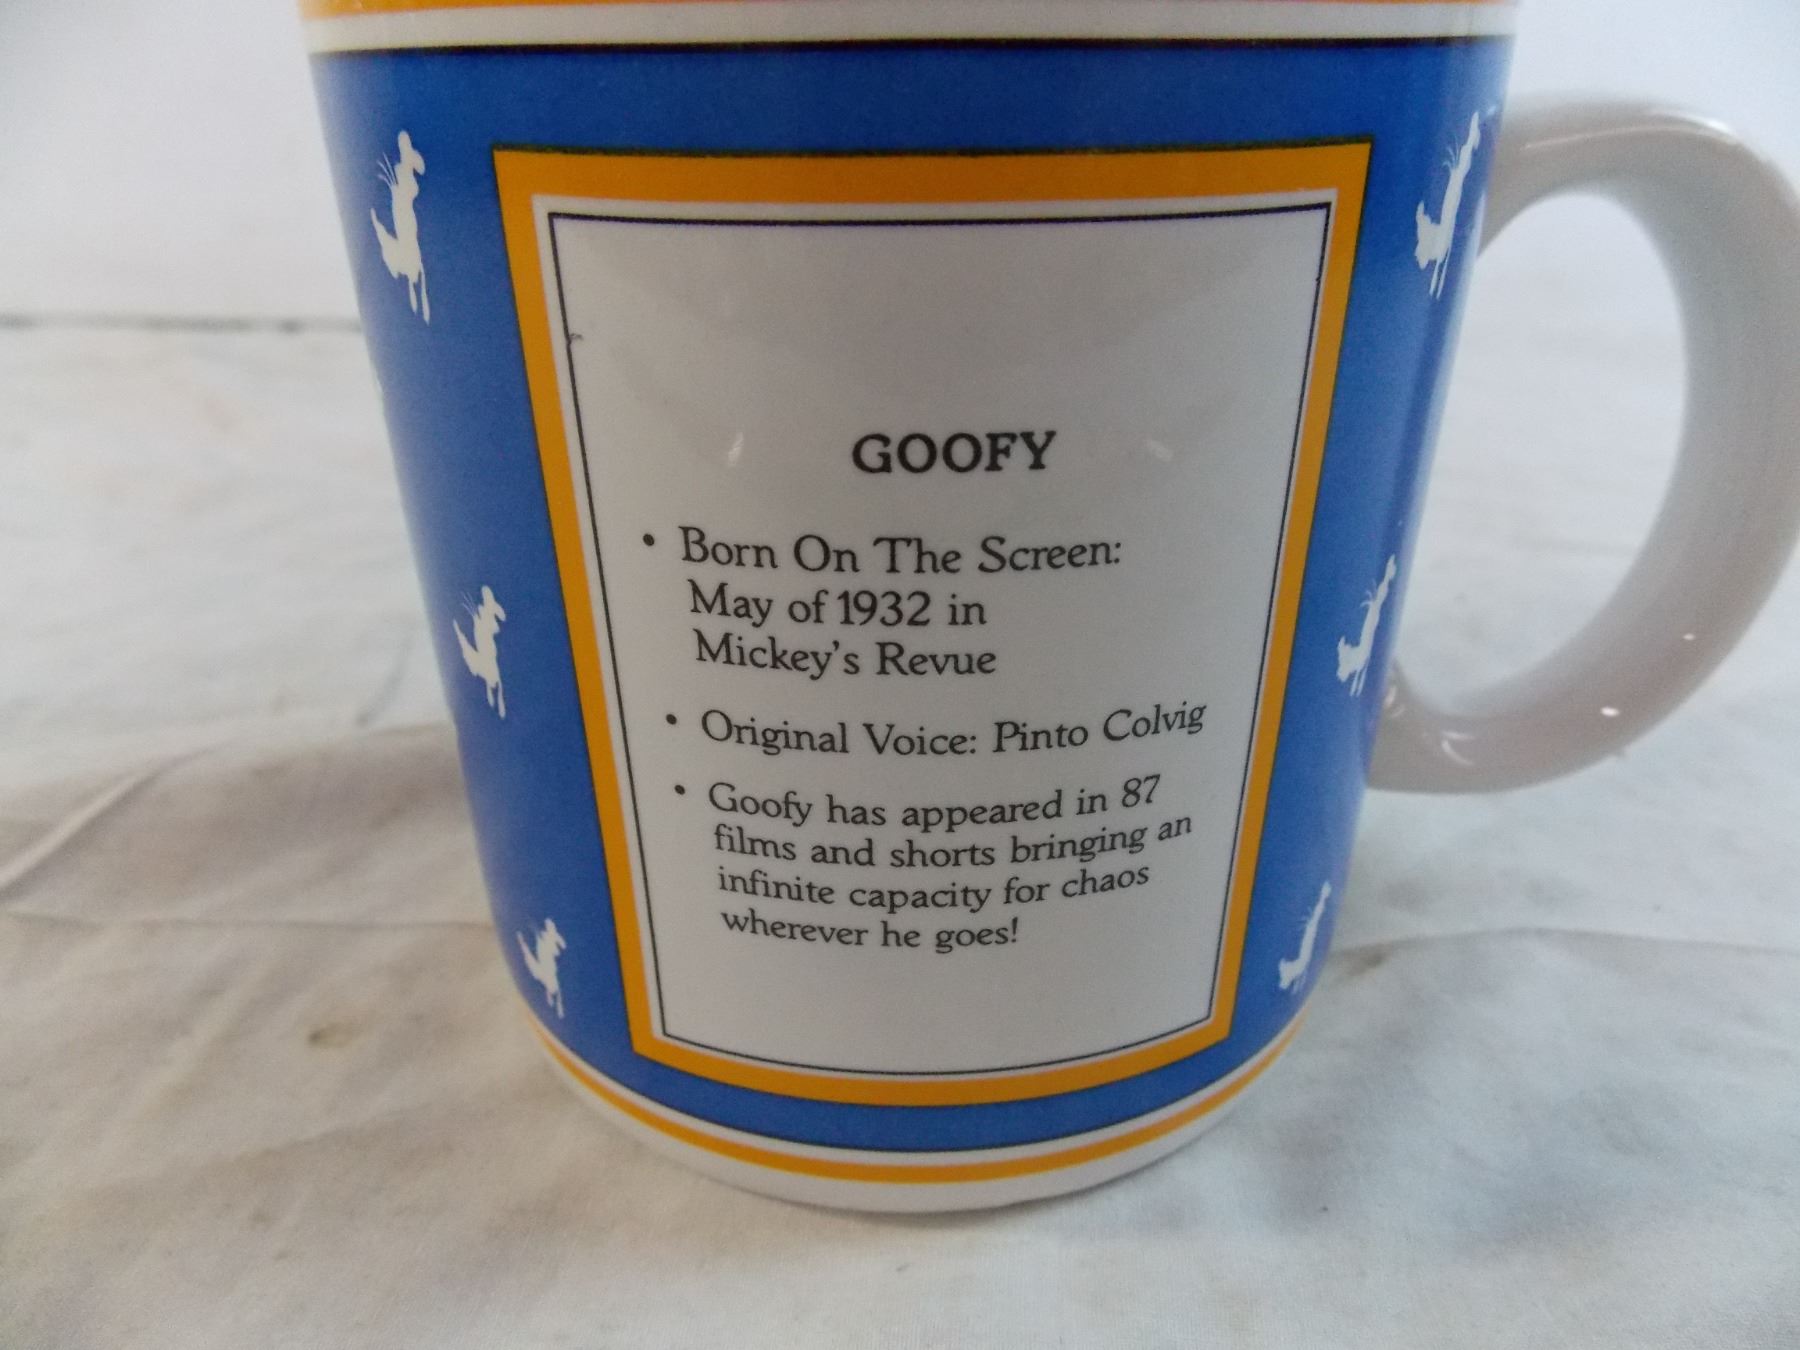 GOOFY
• Born On The Screen:
May of 1932 in
Mickey's Revue
• Original Voice: Pinto Colvig
• Goofy has appeared in 87
films and shorts bringing an
infinite capacity for chaos
wherever he goes!